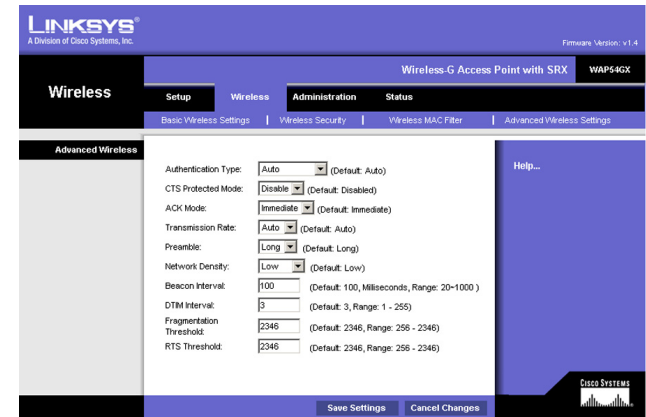 LINKSYS®
A Division of Cisco Systems, Inc.
Firmware Version: v1.4
Wireless-G Access Point with SRX WAP54GX
Wireless
Setup Wireless Administration Status
Basic Wireless Settings | Wireless Security | Wireless MAC Filter | Advanced Wireless Settings
Advanced Wireless
Help...
Authentication Type: Auto (Default: Auto)
CTS Protected Mode: Disable (Default: Disabled)
ACK Mode: Immediate (Default: Immediate)
Transmission Rate: Auto (Default: Auto)
Preamble: Long (Default: Long)
Network Density: Low (Default: Low)
Beacon Interval: 100 (Default: 100, Milliseconds, Range: 20~1000 )
DTIM Interval: 3 (Default: 3, Range: 1 - 255)
Fragmentation
Threshold: 2346 (Default: 2346, Range: 256 - 2346)
RTS Threshold: 2346 (Default: 2346, Range: 256 - 2346)
CISCO SYSTEMS
Save Settings Cancel Changes